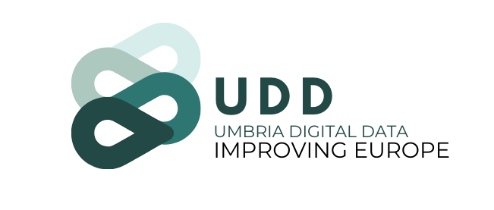 UDD
UMBRIA DIGITAL DATA
IMPROVING EUROPE